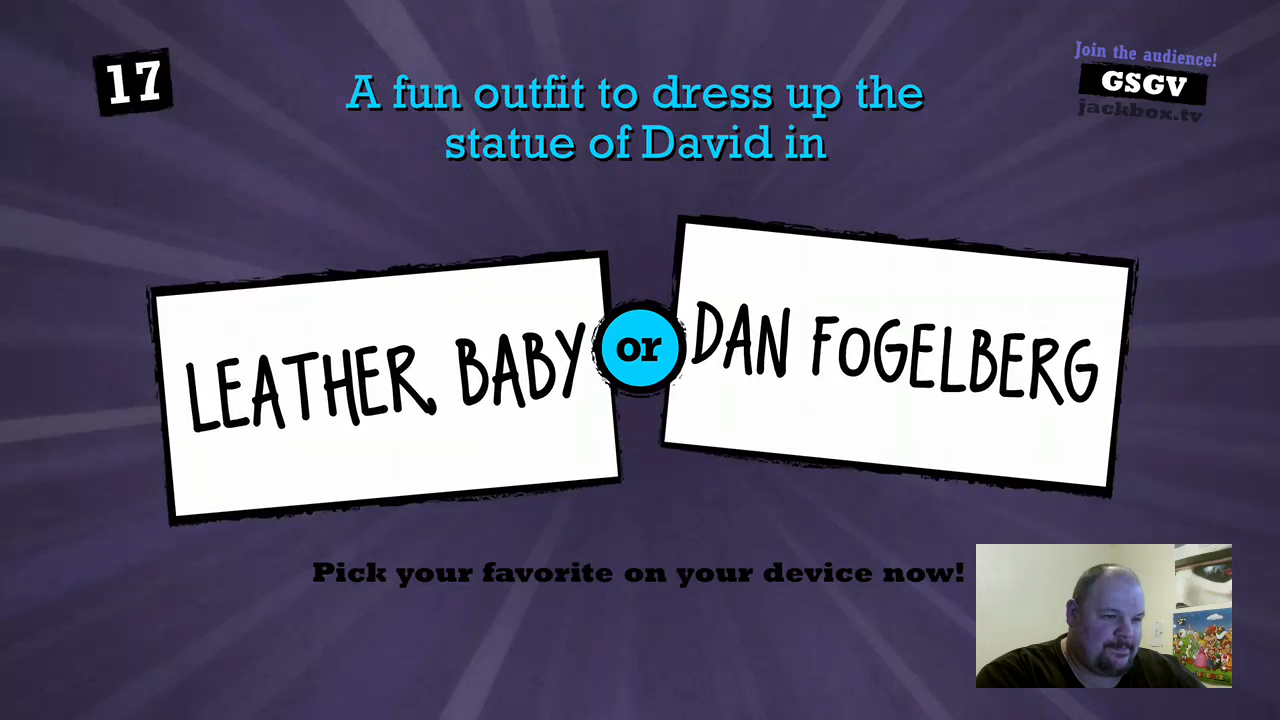 17
A fun outfit to dress up the
statue of David in
Join the audience!
GSGV
jackbox.tv
LEATHER, BABY
or
DAN FOGELBERG
Pick your favorite on your device now!